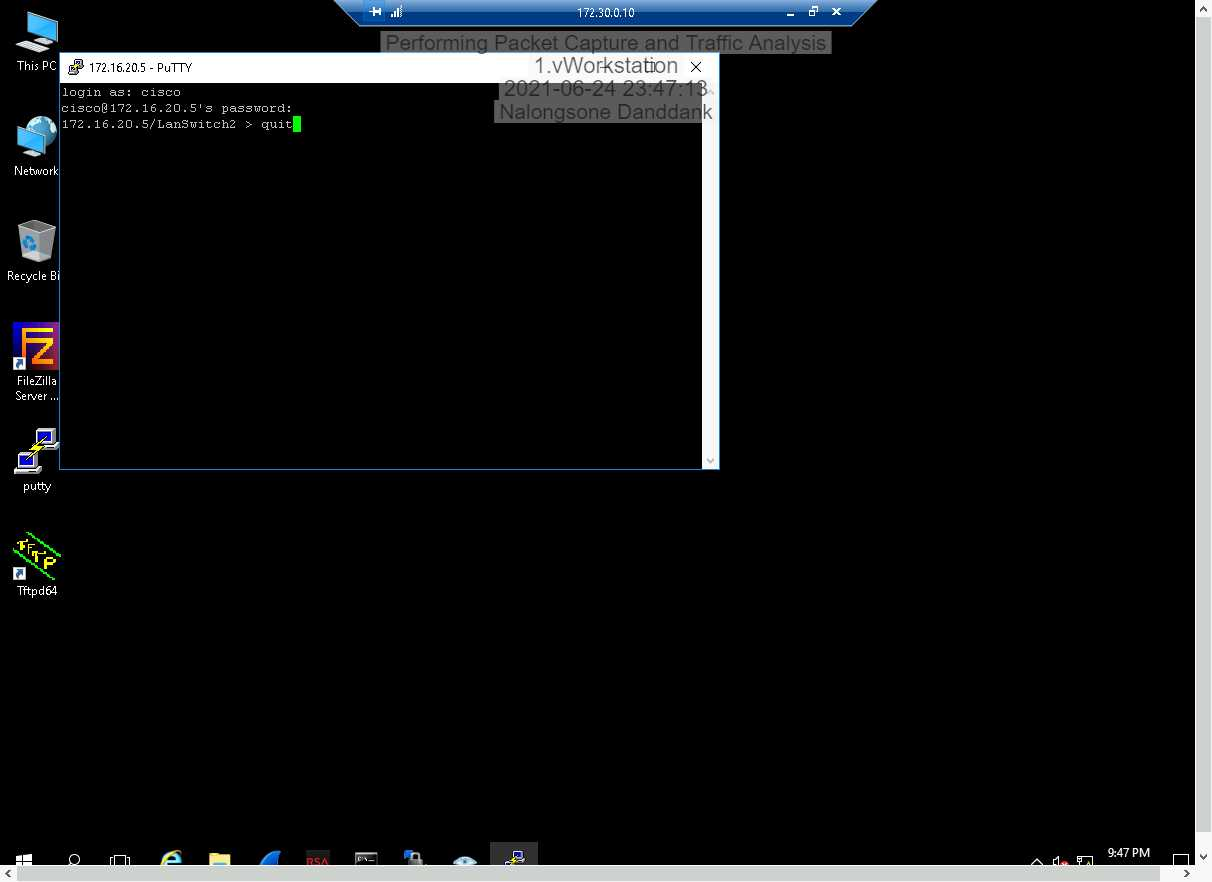 172.30.0.10
Performing Packet Capture and Traffic Analysis
1.vWorkstation
2021-06-24 23:47:13
Nalongsone Danddank
This PC
Network
Recycle Bi
FileZilla
Server ...
putty
Tftpd64
172.16.20.5 - PuTTY
login as: cisco
cisco@172.16.20.5's password:
172.16.20.5/LanSwitch2 > quit
RSA
9:47 PM